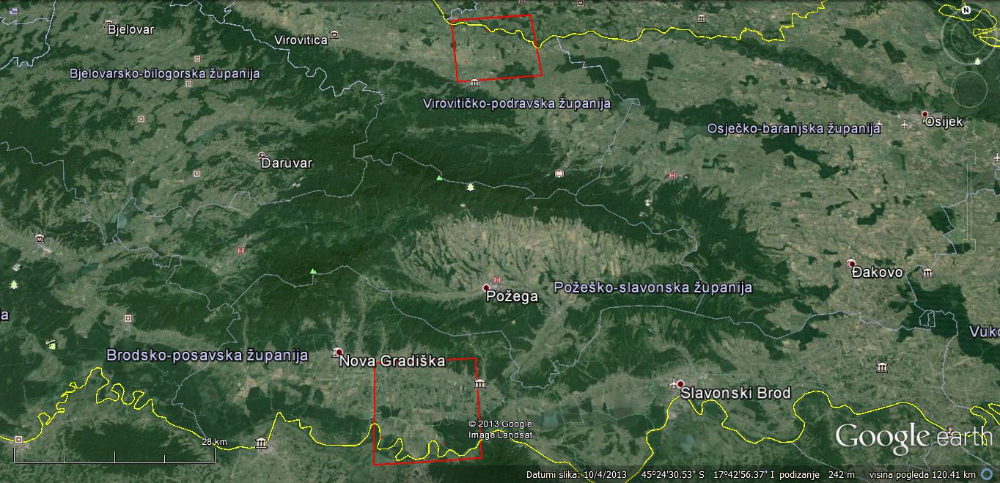 Bjelovar
Virovitica
Bjelovarsko-bilogorska županija
Virovitičko-podravska županija
Osijek
Osječko-baranjska županija
Daruvar
H
H
Đakovo
H
Požega
Požeško-slavonska županija
a
Vuko
Brodsko-posavska županija
Nova Gradiška
Slavonski Brod
© 2013 Google
Image Landsat
Google earth
28 km
Datumi slika: 10/4/2013 45°24'30.53" S 17°42'56.37" I podizanje 242 m visina pogleda 120.41 km
N